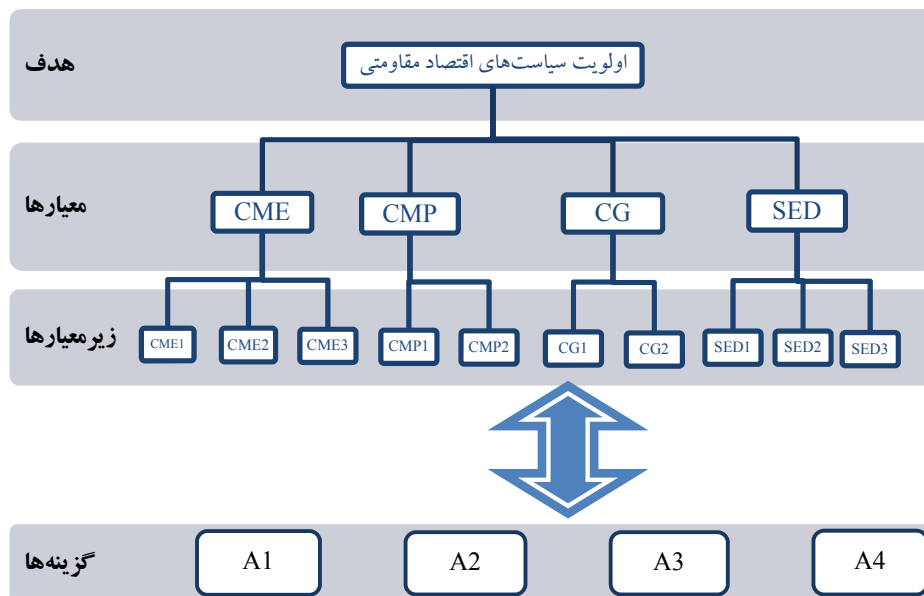 هدف
اولویت سیاست‌های اقتصاد مقاومتی
معیارها
CME CMP CG SED
زیرمعیارها
CME1 CME2 CME3 CMP1 CMP2 CG1 CG2 SED1 SED2 SED3
گزینه‌ها
A1 A2 A3 A4